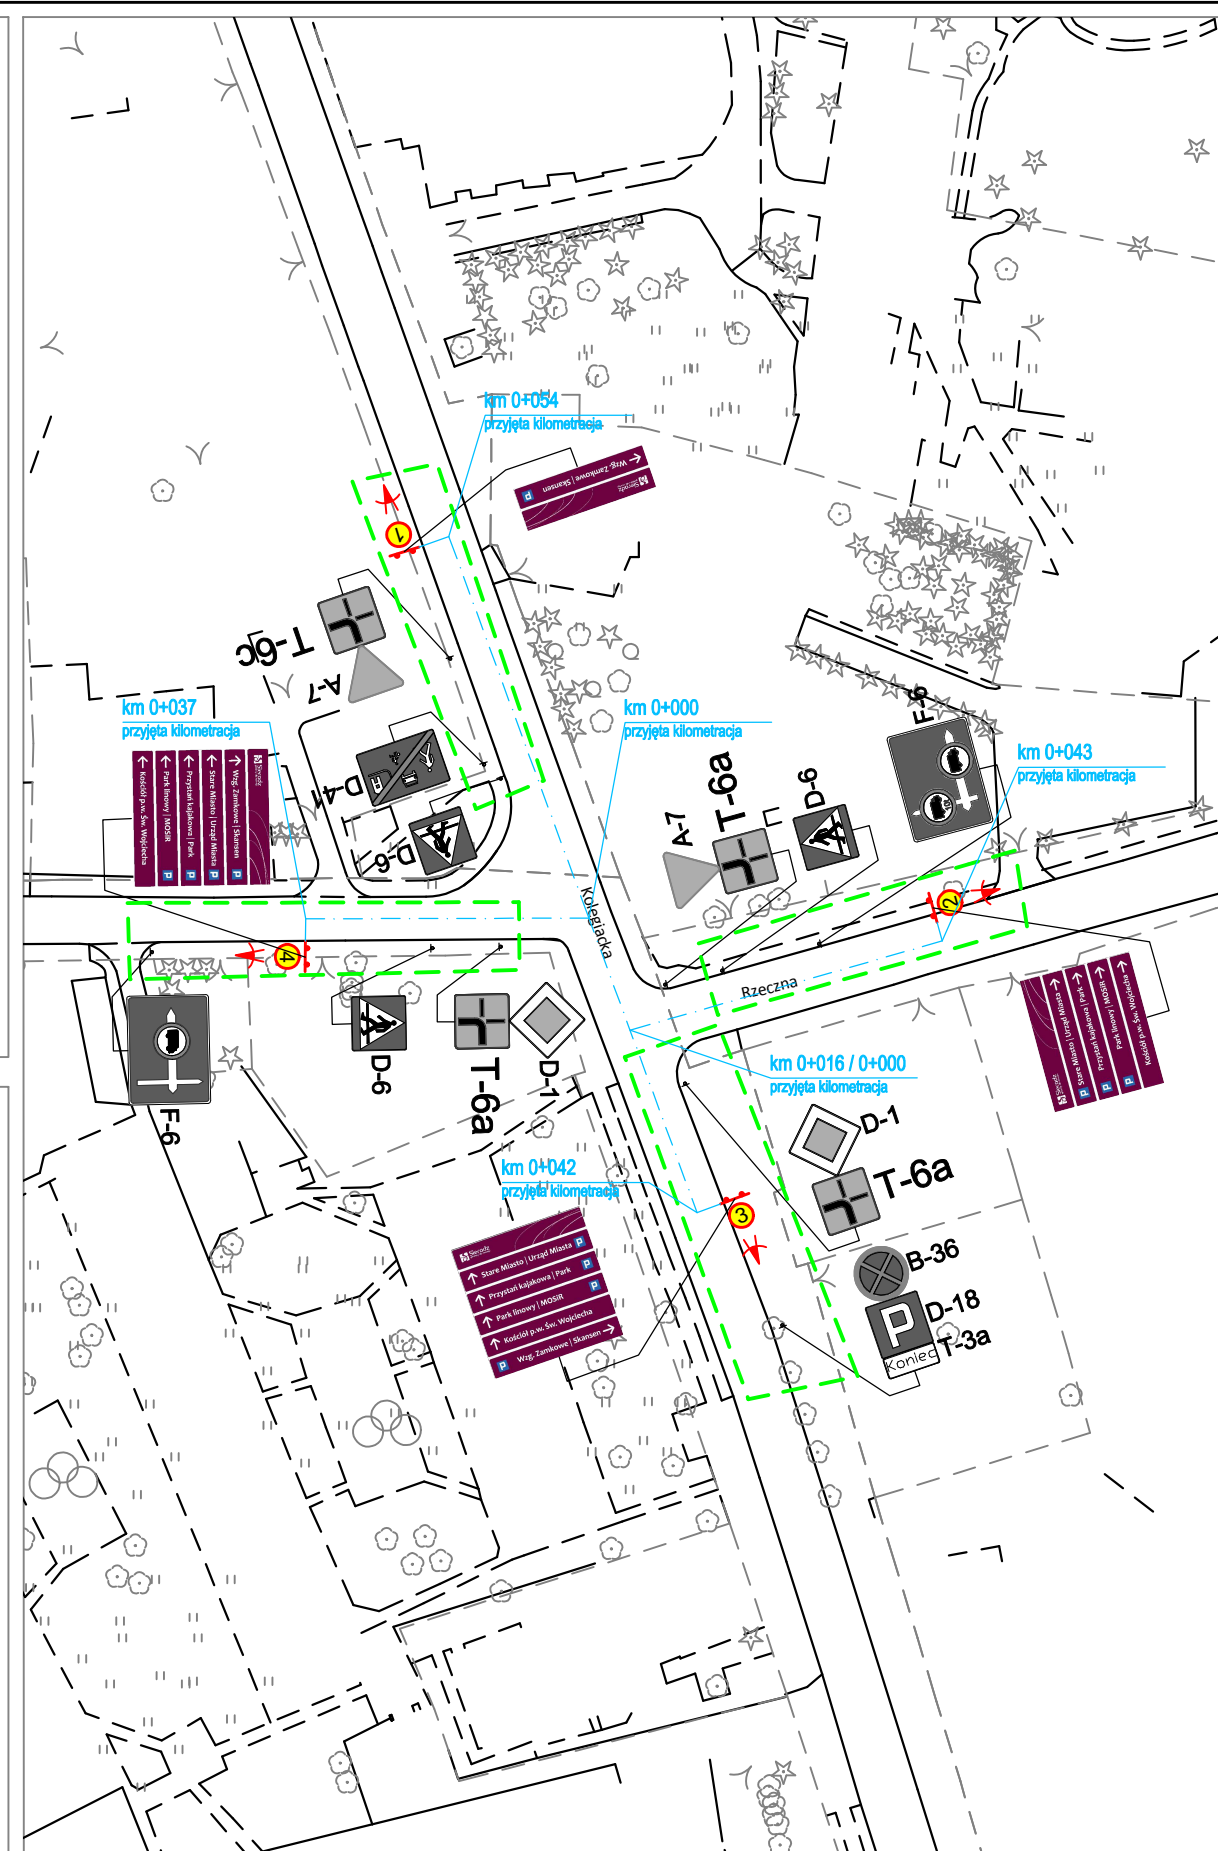 km 0+054
przyjęta kilometracja
Sieradz
Wzg. Zamkowe | Skansen
P
1
T-6c
A-7
km 0+037
przyjęta kilometracja
km 0+000
przyjęta kilometracja
F-6
km 0+043
przyjęta kilometracja
Sieradz
Wzg. Zamkowe | Skansen
P
Stare Miasto | Urząd Miasta
P
Przystań kajakowa | Park
P
Park linowy | MOSiR
P
Kościół p.w. Św. Wojciecha
D-41
D-6
T-6a
A-7
D-6
Kolegiacka
2
Rzeczna
4
Kościół p.w. Św. Wojciecha
Park linowy | MOSiR
P
Przystań kajakowa | Park
P
Stare Miasto | Urząd Miasta
P
Sieradz
F-6
D-6
T-6a
D-1
km 0+016 / 0+000
przyjęta kilometracja
D-1
T-6a
km 0+042
przyjęta kilometracja
3
Sieradz
Stare Miasto | Urząd Miasta P
Przystań kajakowa | Park P
Park linowy | MOSiR P
Kościół p.w. Św. Wojciecha
P Wzg. Zamkowe | Skansen
B-36
P
D-18
Koniec
T-3a